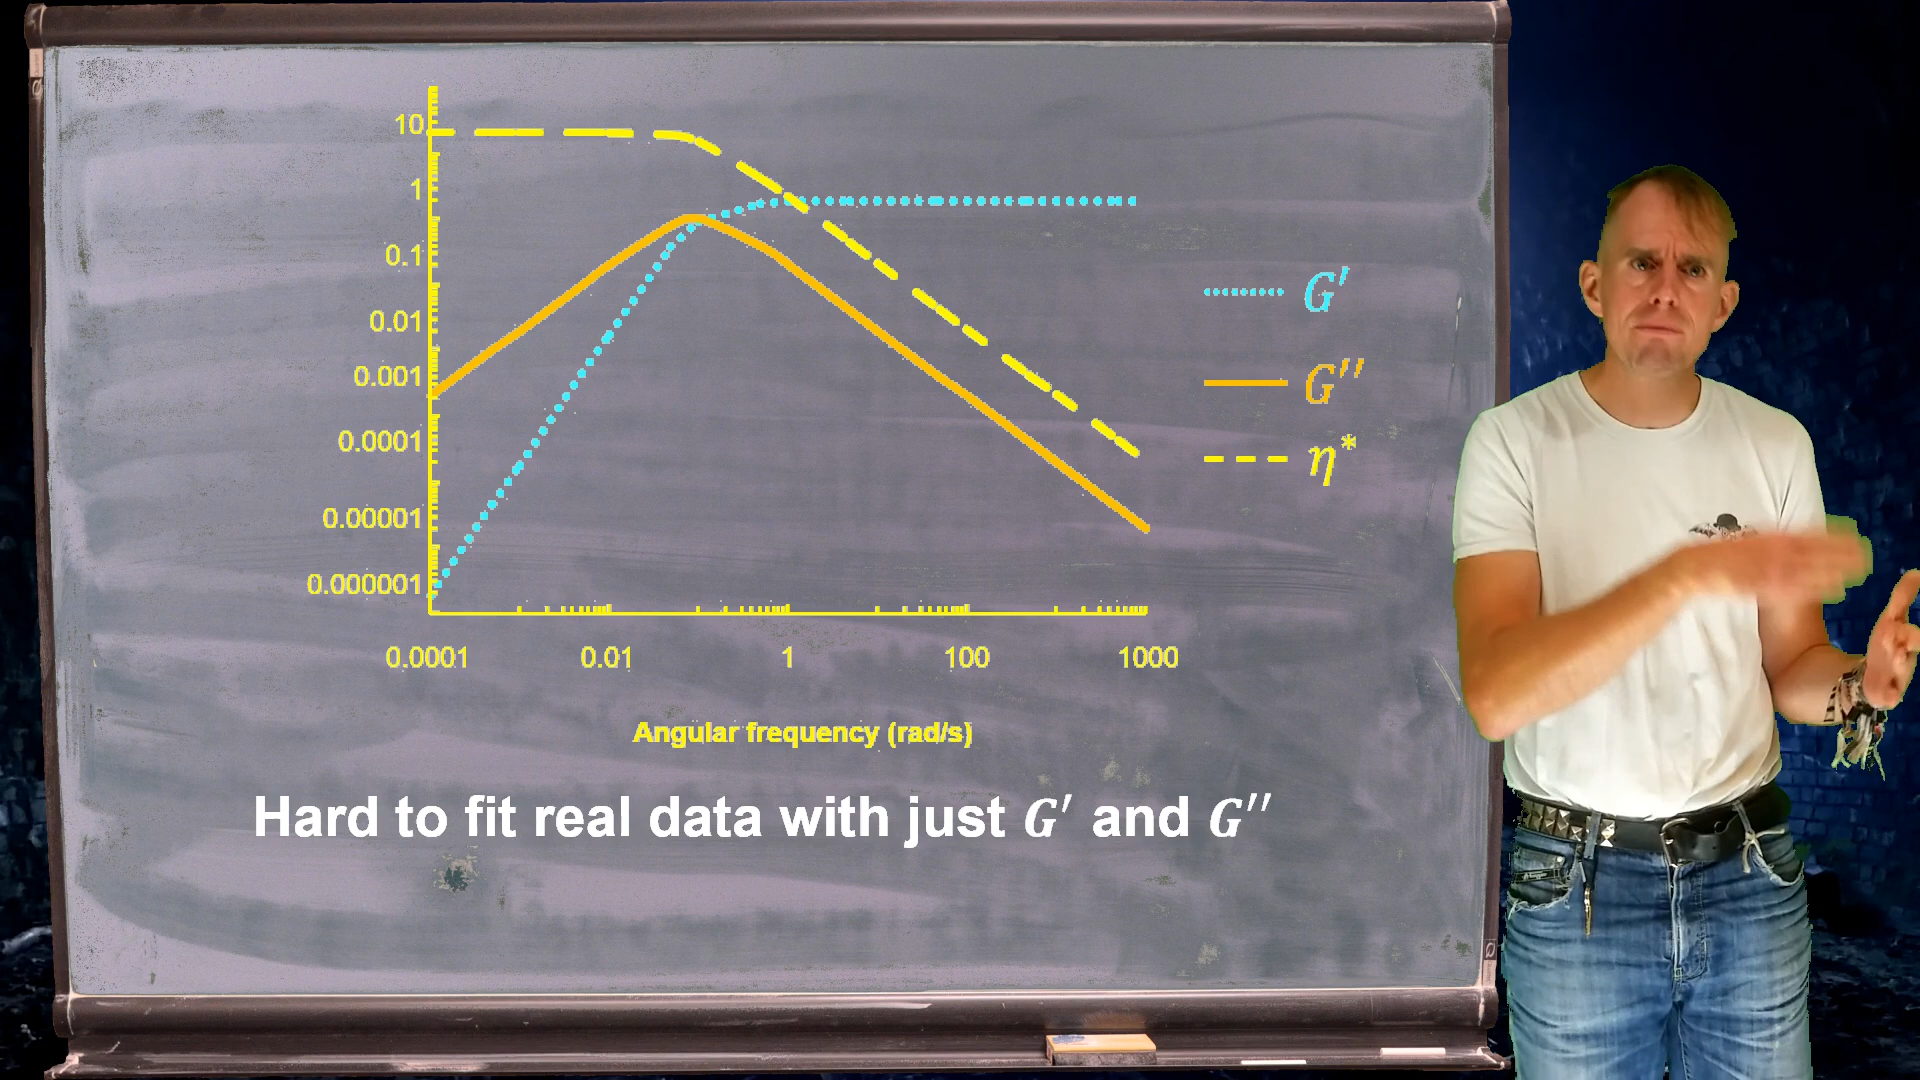 10
1
0.1
0.01
0.001
0.0001
0.00001
0.000001
0.0001 0.01 1 100 1000
Angular frequency (rad/s)
G′
G′′
η*
Hard to fit real data with just G′ and G′′